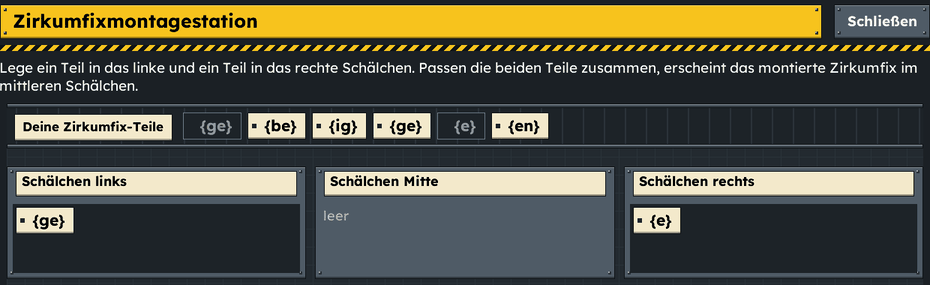 Zirkumfixmontagestation
Schließen
Lege ein Teil in das linke und ein Teil in das rechte Schälchen. Passen die beiden Teile zusammen, erscheint das montierte Zirkumfix im
mittleren Schälchen.
Deine Zirkumfix-Teile {ge} {be} {ig} {ge} {e} {en}
Schälchen links
{ge}
Schälchen Mitte
leer
Schälchen rechts
{e}